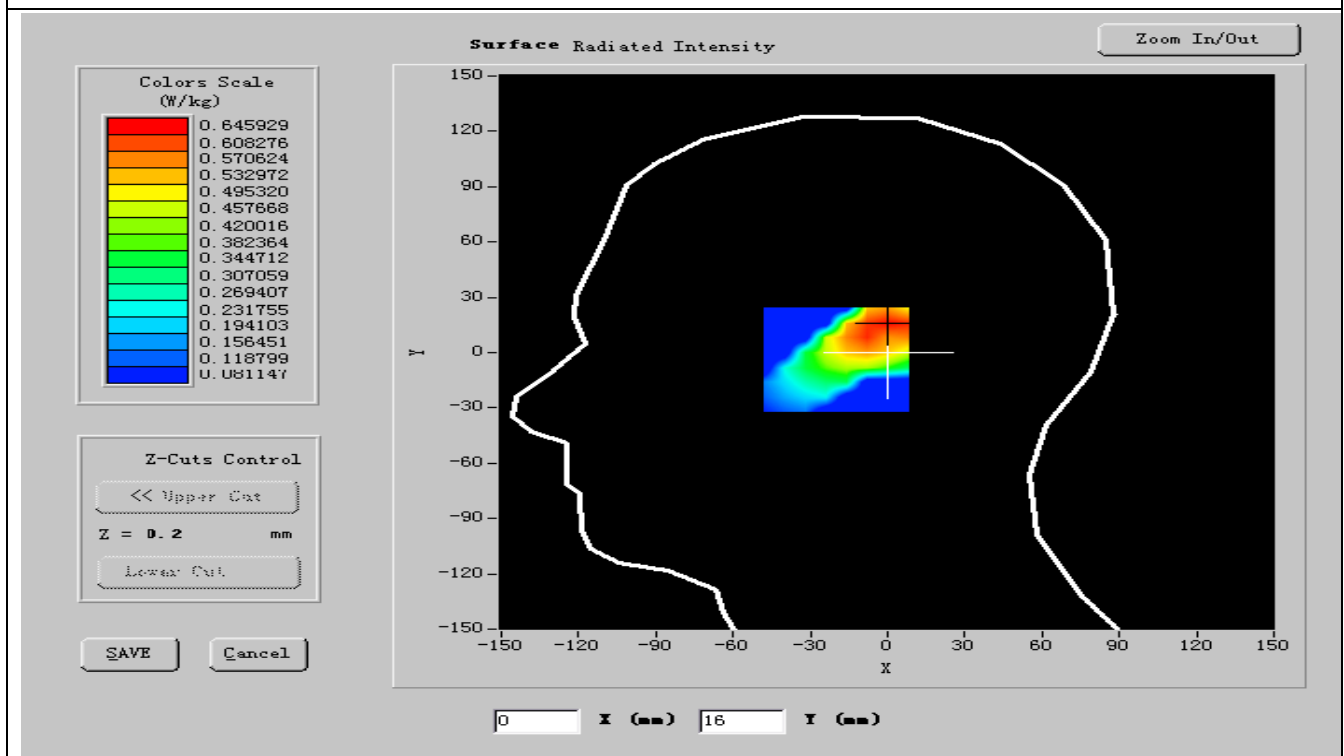 Surface Radiated Intensity
Zoom In/Out
Colors Scale
(W/kg)
0.645929
0.608276
0.570624
0.532972
0.495320
0.457668
0.420016
0.382364
0.344712
0.307059
0.269407
0.231755
0.194103
0.156451
0.118799
0.081147
Z-Cuts Control
<< Upper Cut
Z = 0.2 mm
Lower Cut
SAVE
Cancel
150
120
90
60
30
0
-30
-60
-90
-120
-150
Y
-150 -120 -90 -60 -30 0 30 60 90 120 150
X
0 X (mm) 16 Y (mm)